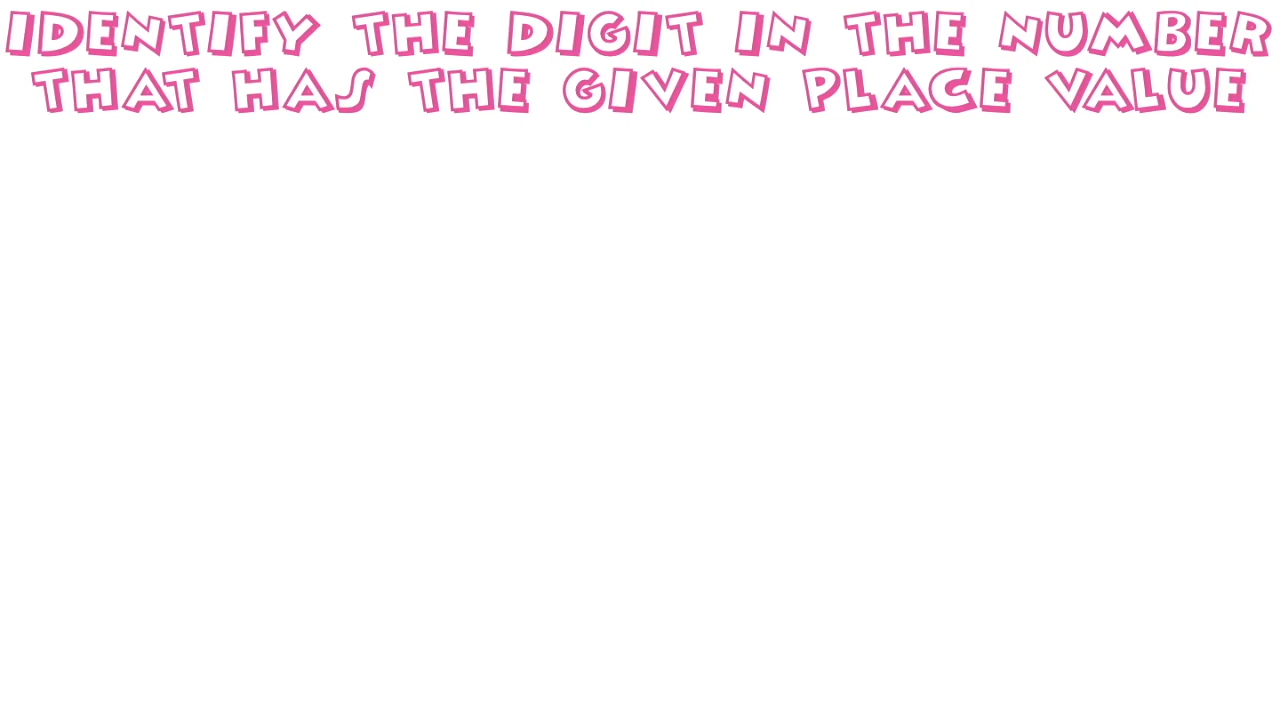 IDENTIFY THE DIGIT IN THE NUMBER
THAT HAS THE GIVEN PLACE VALUE